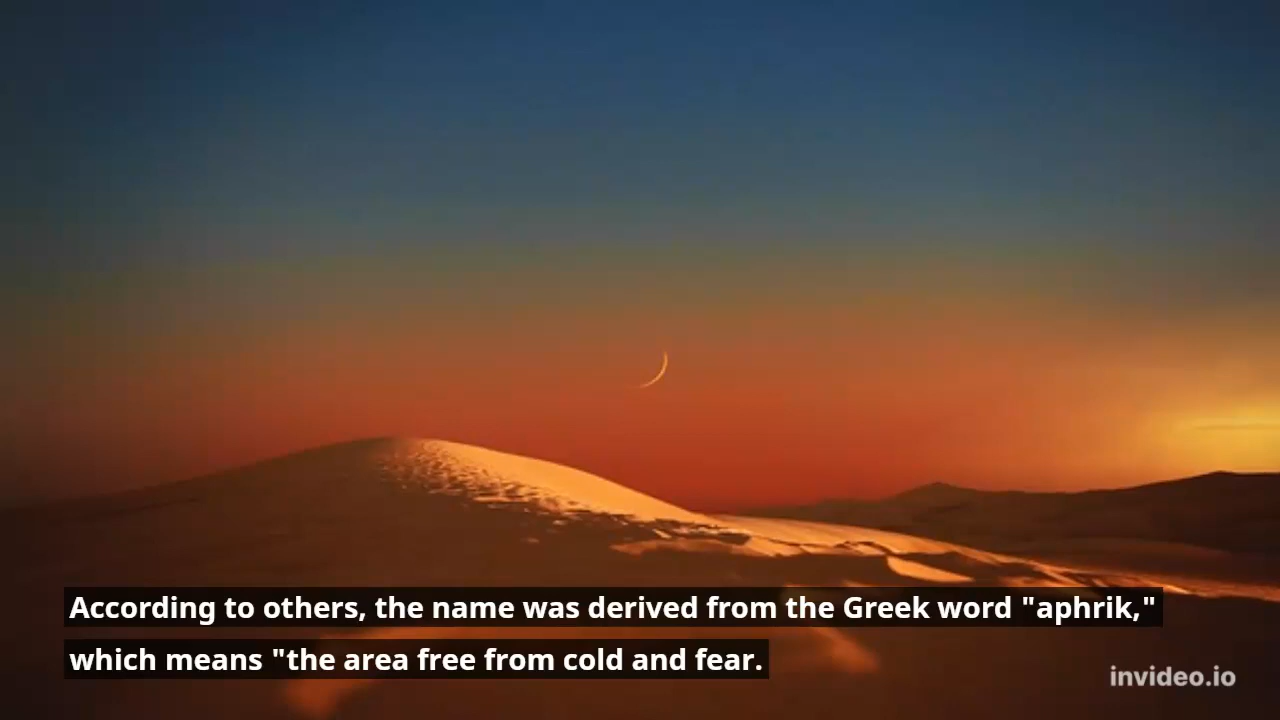 According to others, the name was derived from the Greek word "aphrik,"
which means "the area free from cold and fear.
invideo.io